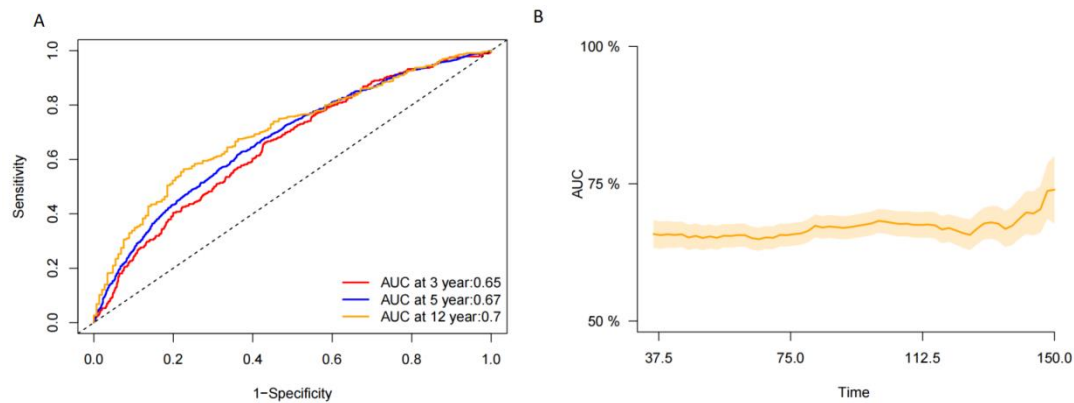 A
1.0
0.8
0.6
0.4
0.2
0.0
Sensitivity
AUC at 3 year:0.65
AUC at 5 year:0.67
AUC at 12 year:0.7
0.0 0.2 0.4 0.6 0.8 1.0
1−Specificity
B
100 %
75 %
50 %
AUC
37.5 75.0 112.5 150.0
Time